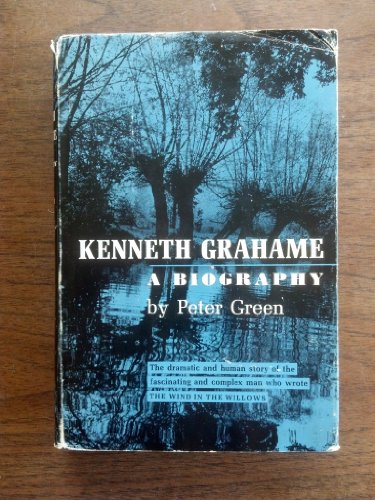 KENNETH GRAHAME
A BIOGRAPHY
by Peter Green
The dramatic and human story of the
fascinating and complex man who wrote
THE WIND IN THE WILLOWS